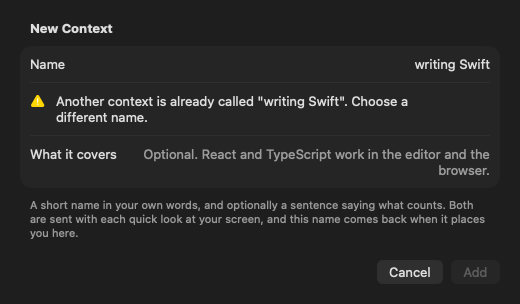 New Context
Name
writing Swift
Another context is already called "writing Swift". Choose a
different name.
What it covers
Optional. React and TypeScript work in the editor and the
browser.
A short name in your own words, and optionally a sentence saying what counts. Both
are sent with each quick look at your screen, and this name comes back when it places
you here.
Cancel
Add